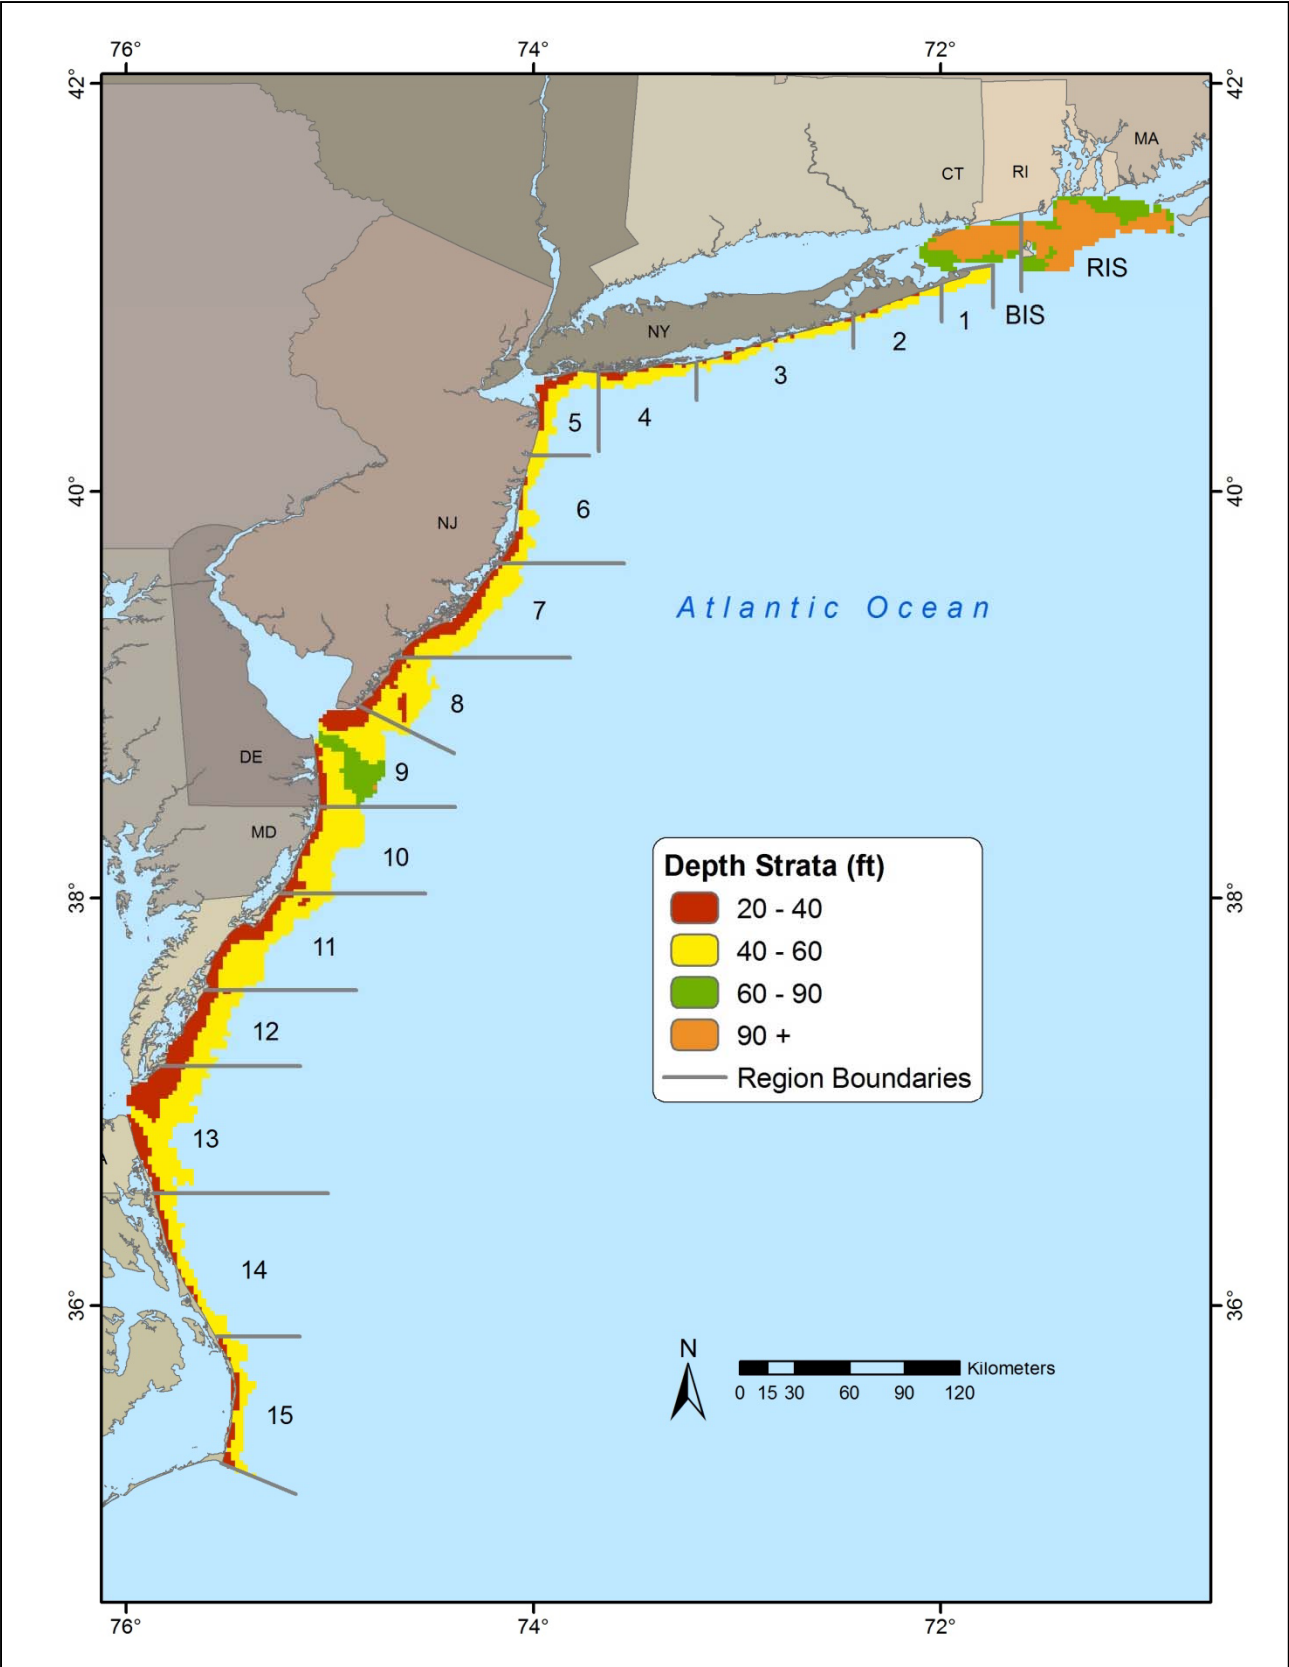 76° 74° 72°
42° 42°
MA
CT RI
RIS
NY
BIS
1
2
3
4
5
40° 40°
6
NJ
7
Atlantic Ocean
8
DE
9
MD
10
Depth Strata (ft)
20 - 40
40 - 60
60 - 90
90 +
Region Boundaries
38° 38°
11
12
13
A
14
36° 36°
N
Kilometers
0 15 30 60 90 120
15
76° 74° 72°